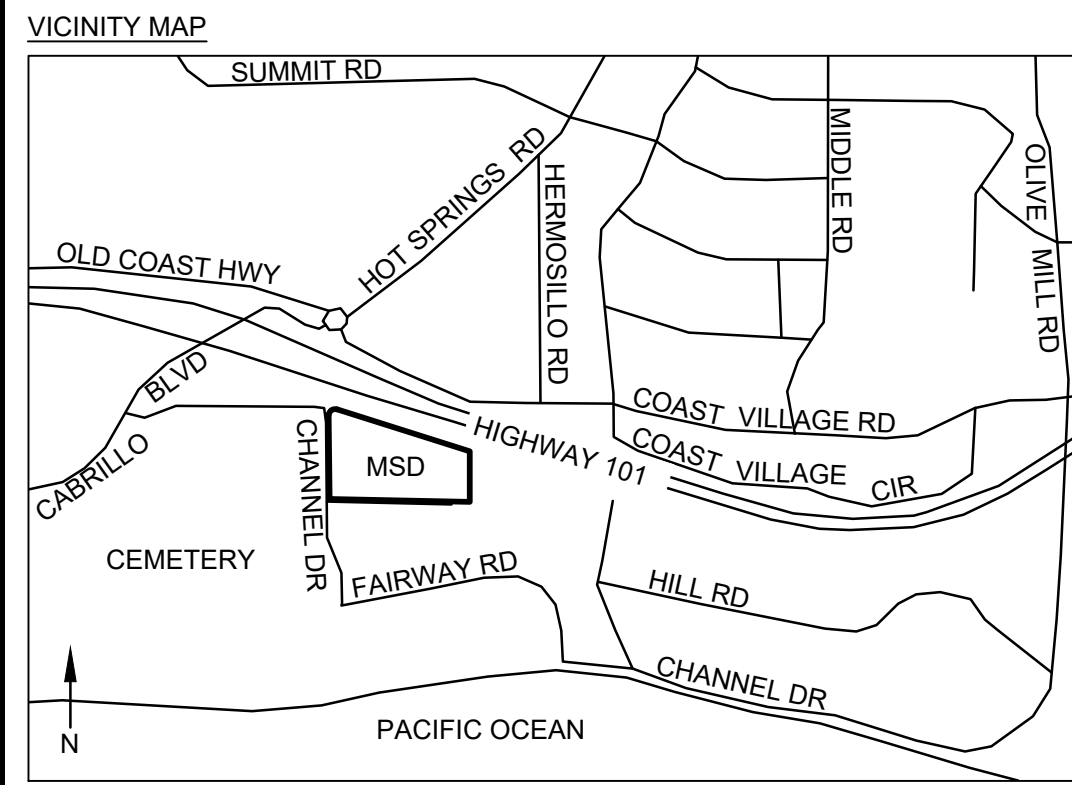 VICINITY MAP
SUMMIT RD
HOT SPRINGS RD
HERMOSILLO RD
MIDDLE RD
OLIVE MILL RD
OLD COAST HWY
CABRILLO BLVD
COAST VILLAGE RD
COAST VILLAGE CIR
HIGHWAY 101
CHANNEL DR
MSD
CEMETERY
FAIRWAY RD
HILL RD
CHANNEL DR
PACIFIC OCEAN
N